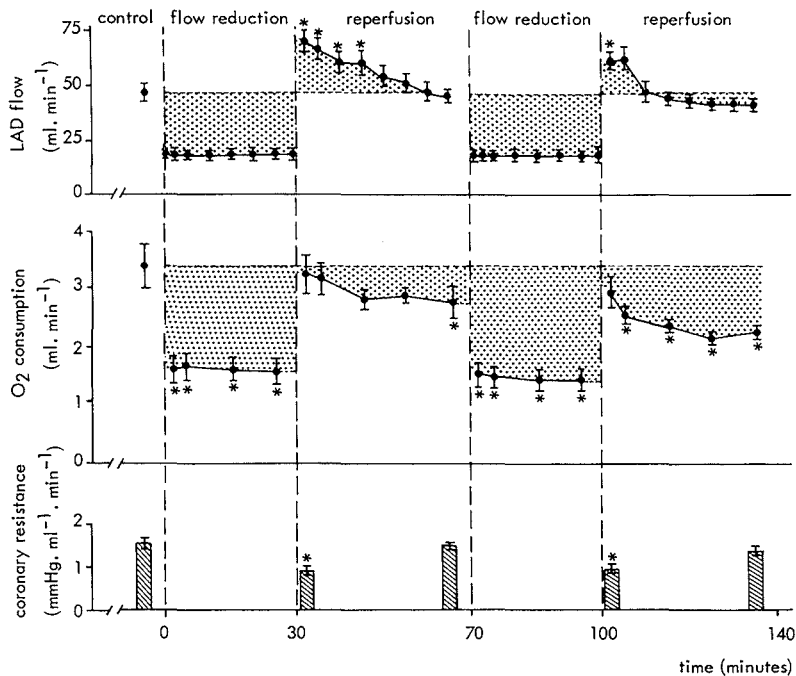 control flow reduction reperfusion flow reduction reperfusion
LAD flow
(ml. min⁻¹)
75
50
25
0
* * * * *
O₂ consumption
(ml. min⁻¹)
4
3
2
1
0
* * * * * * * * * * * * *
coronary resistance
(mmHg. ml⁻¹. min)
2
1
0
* *
0 30 70 100 140
time (minutes)